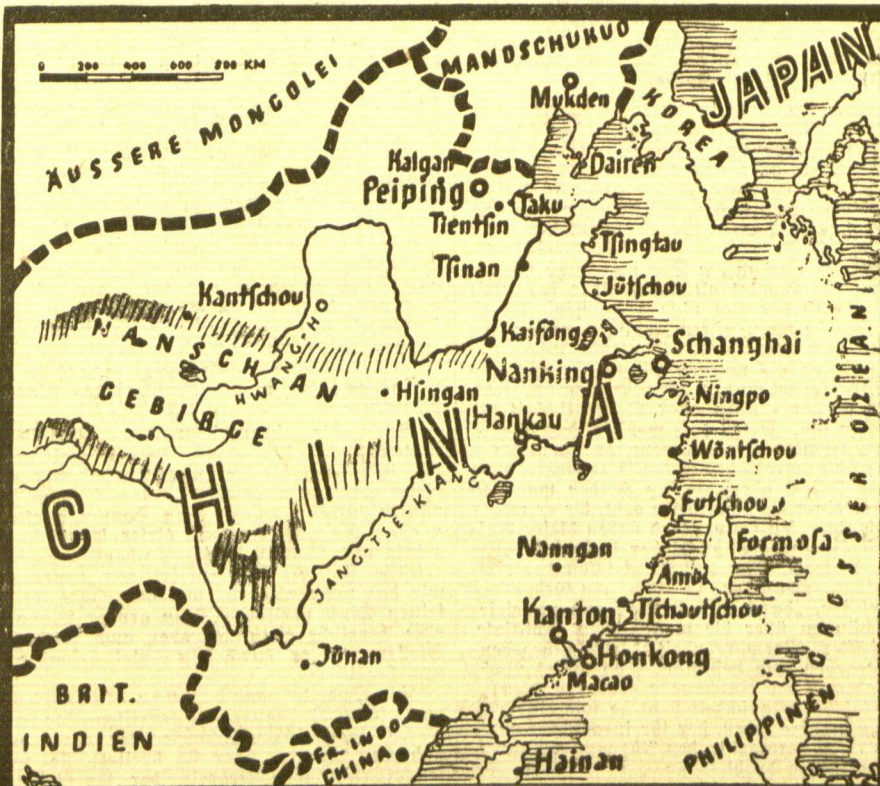 0 200 400 600 800 KM
ÄUSSERE MONGOLEI
MANDSCHUKUO
JAPAN
Mukden
KOREA
Kalgan
Dairen
Peiping
Taku
Tientsin
Tsingtau
Tsinan
Jütschou
Kantschou
HWANG-HO
Kaiföng
Schanghai
NANSCHAN
Nanking
Hsingan
Ningpo
GEBIRGE
Hankau
CHINA
Wöntschou
JANG-TSE-KIANG
Futschou
Formosa
Nanngan
Amoi
Kanton
Tschautschou
Honkong
Jünan
Macao
GROSSER OZEAN
BRIT.
INDIEN
FR. INDO
CHINA
Hainan
PHILIPPINEN